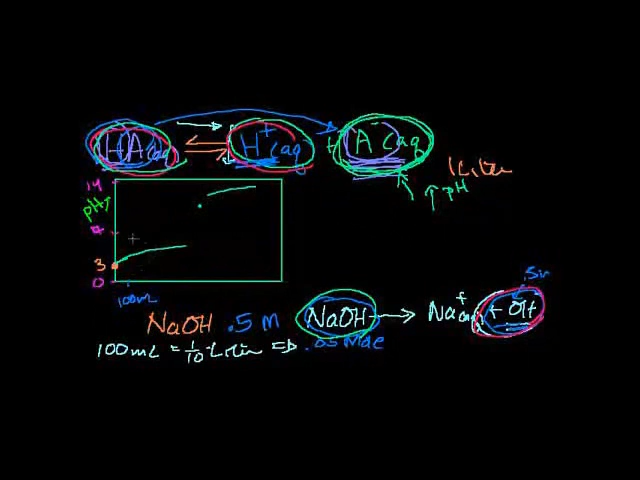 HA(aq) ⇌ H⁺(aq) + A(aq)
1 Liter
↑ pH
14
pH ↑
7
3
0
100mL
.5M
NaOH .5 M NaOH → Na⁺(aq) + OH
100mL = 1/10 Liter ⇒ .05 Mole